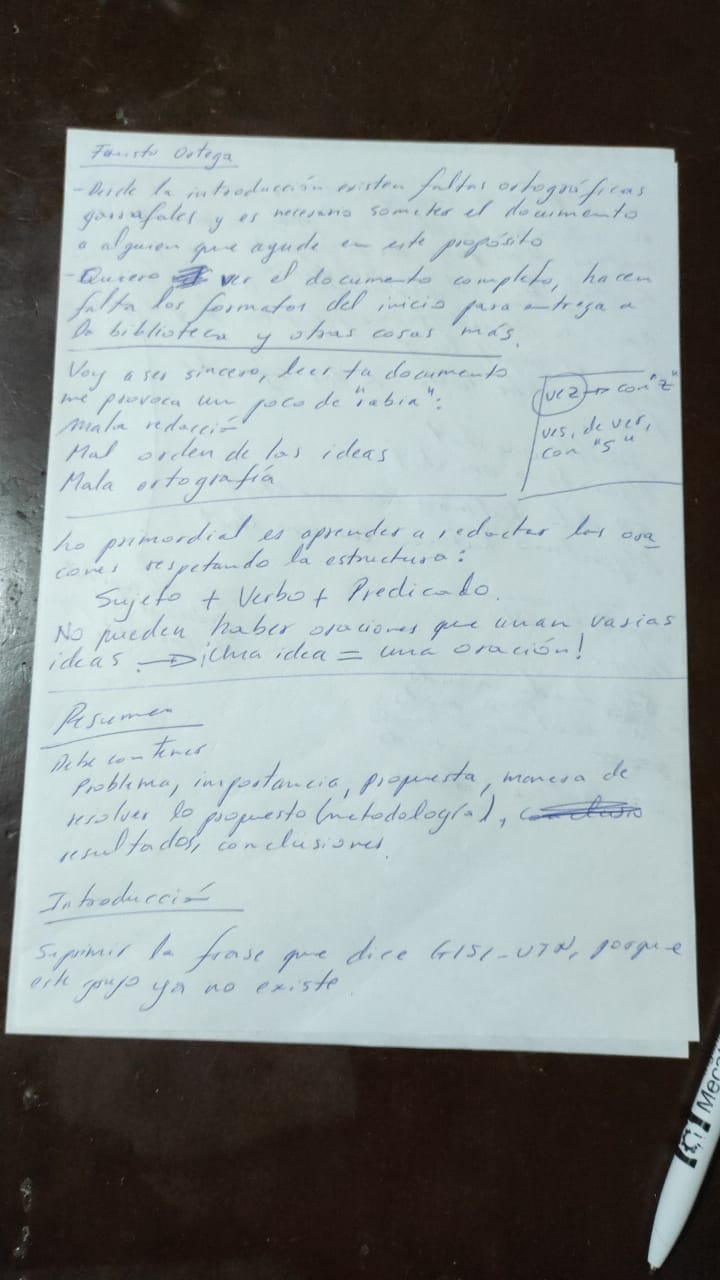 Fausto Ortega
- Desde la introducción existen faltas ortográficas
garrafales y es necesario someter el documento
a alguien que ayude en este propósito
- Quiero ver el documento completo, hacen
falta los formatos del inicio para entrega a
la biblioteca y otras cosas más.
Voy a ser sincero, leer tu documento
me provoca un poco de "rabia":
Mala redacción
Mal orden de las ideas
Mala ortografía
vez → con "z"
ves, de ver,
con "s"
Lo primordial es aprender a redactar las ora
ciones respetando la estructura:
Sujeto + Verbo + Predicado.
No pueden haber oraciones que unan varias
ideas. → ¡Una idea = una oración!
Resumen
Debe contener
Problema, importancia, propuesta, manera de
resolver lo propuesto (metodología),
resultados, conclusiones.
Introducción
Suprimir la frase que dice GISI-UTN, porque
este grupo ya no existe.
Meca